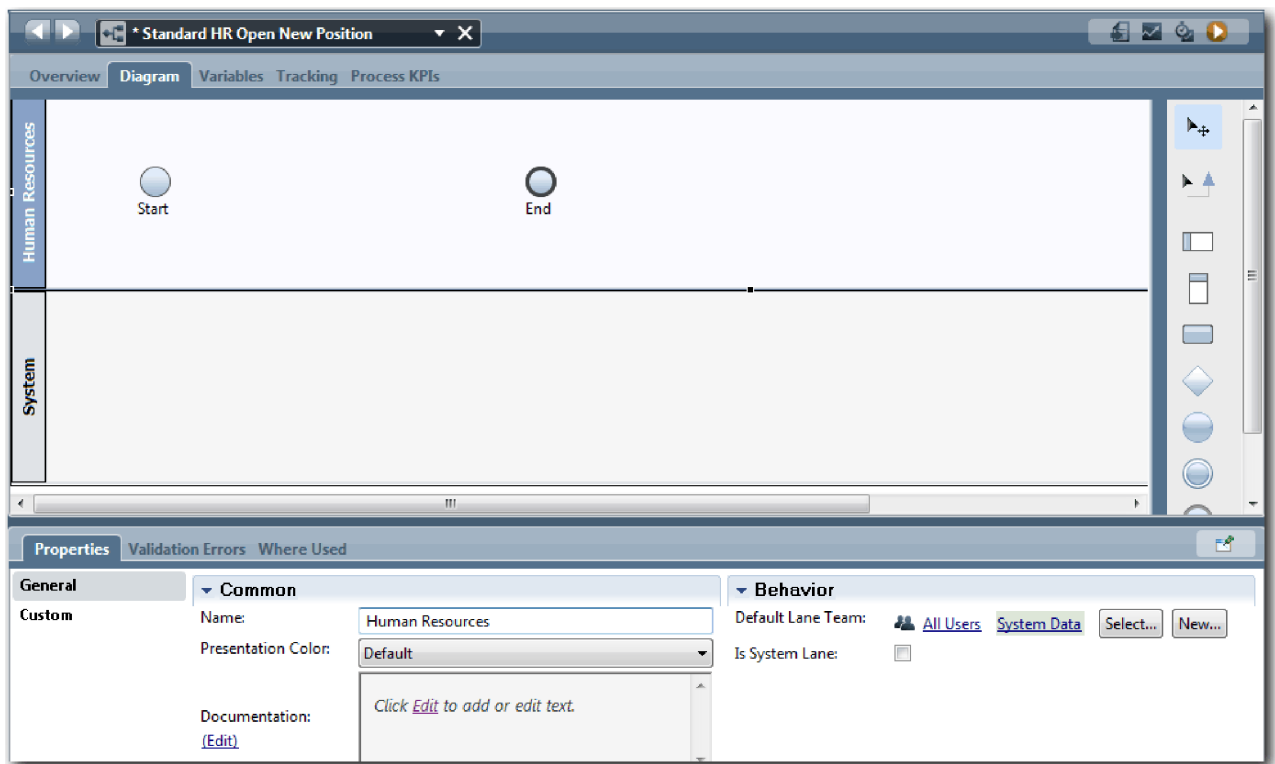 * Standard HR Open New Position
Overview Diagram Variables Tracking Process KPIs
Human Resources
Start
End
System
Properties Validation Errors Where Used
General
Custom
Common
Name: Human Resources
Presentation Color: Default
Documentation:
(Edit)
Click Edit to add or edit text.
Behavior
Default Lane Team: All Users System Data Select... New...
Is System Lane: